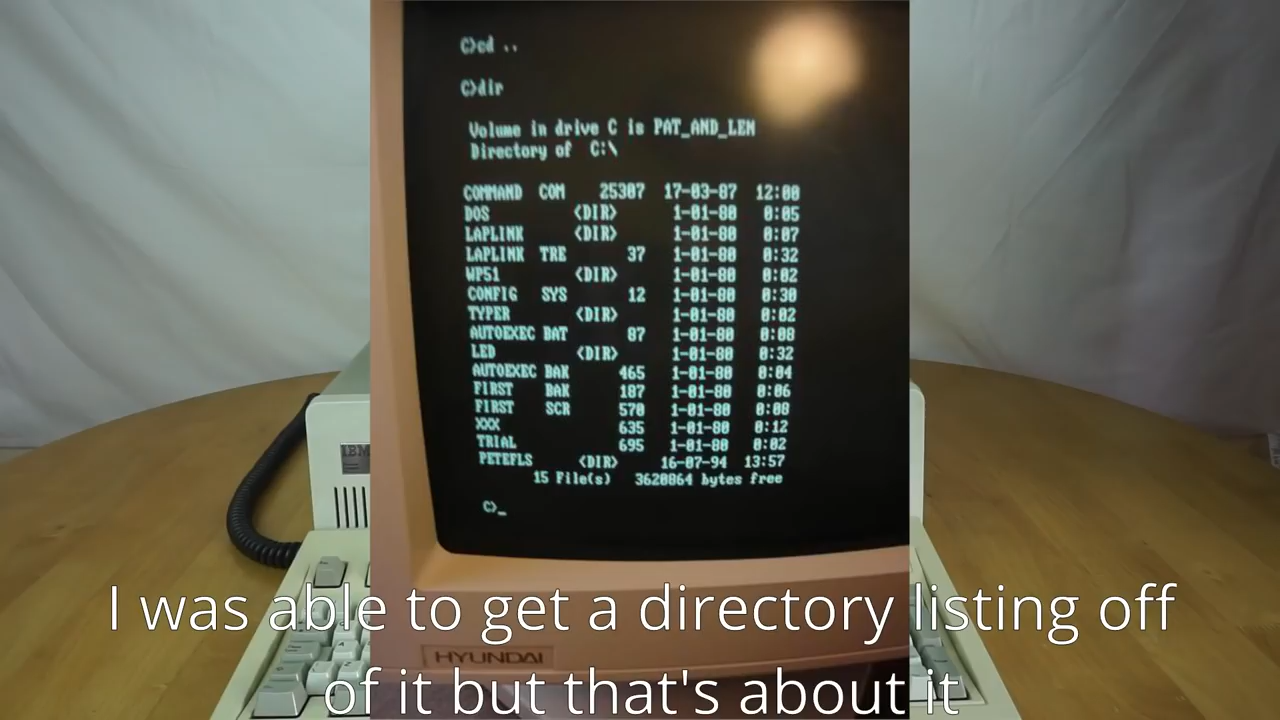 C>cd ..
C>dir
Volume in drive C is PAT_AND_LEN
Directory of  C:\
COMMAND  COM    25307  17-03-87  12:00
DOS          <DIR>      1-01-80   0:05
LAPLINK      <DIR>      1-01-80   0:07
LAPLINK  TRE       37   1-01-80   0:32
WP51         <DIR>      1-01-80   0:02
CONFIG   SYS       12   1-01-80   0:30
TYPER        <DIR>      1-01-80   0:02
AUTOEXEC BAT       87   1-01-80   0:08
LED          <DIR>      1-01-80   0:32
AUTOEXEC BAK      465   1-01-80   0:04
FIRST    BAK      187   1-01-80   0:06
FIRST    SCR      570   1-01-80   0:08
XXX               635   1-01-80   0:12
TRIAL             695   1-01-80   0:02
PETEFLS      <DIR>     16-07-94  13:57
15 File(s)   3620864 bytes free
C>_
IBM
I was able to get a directory listing off
HYUNDAI
of it but that's about it